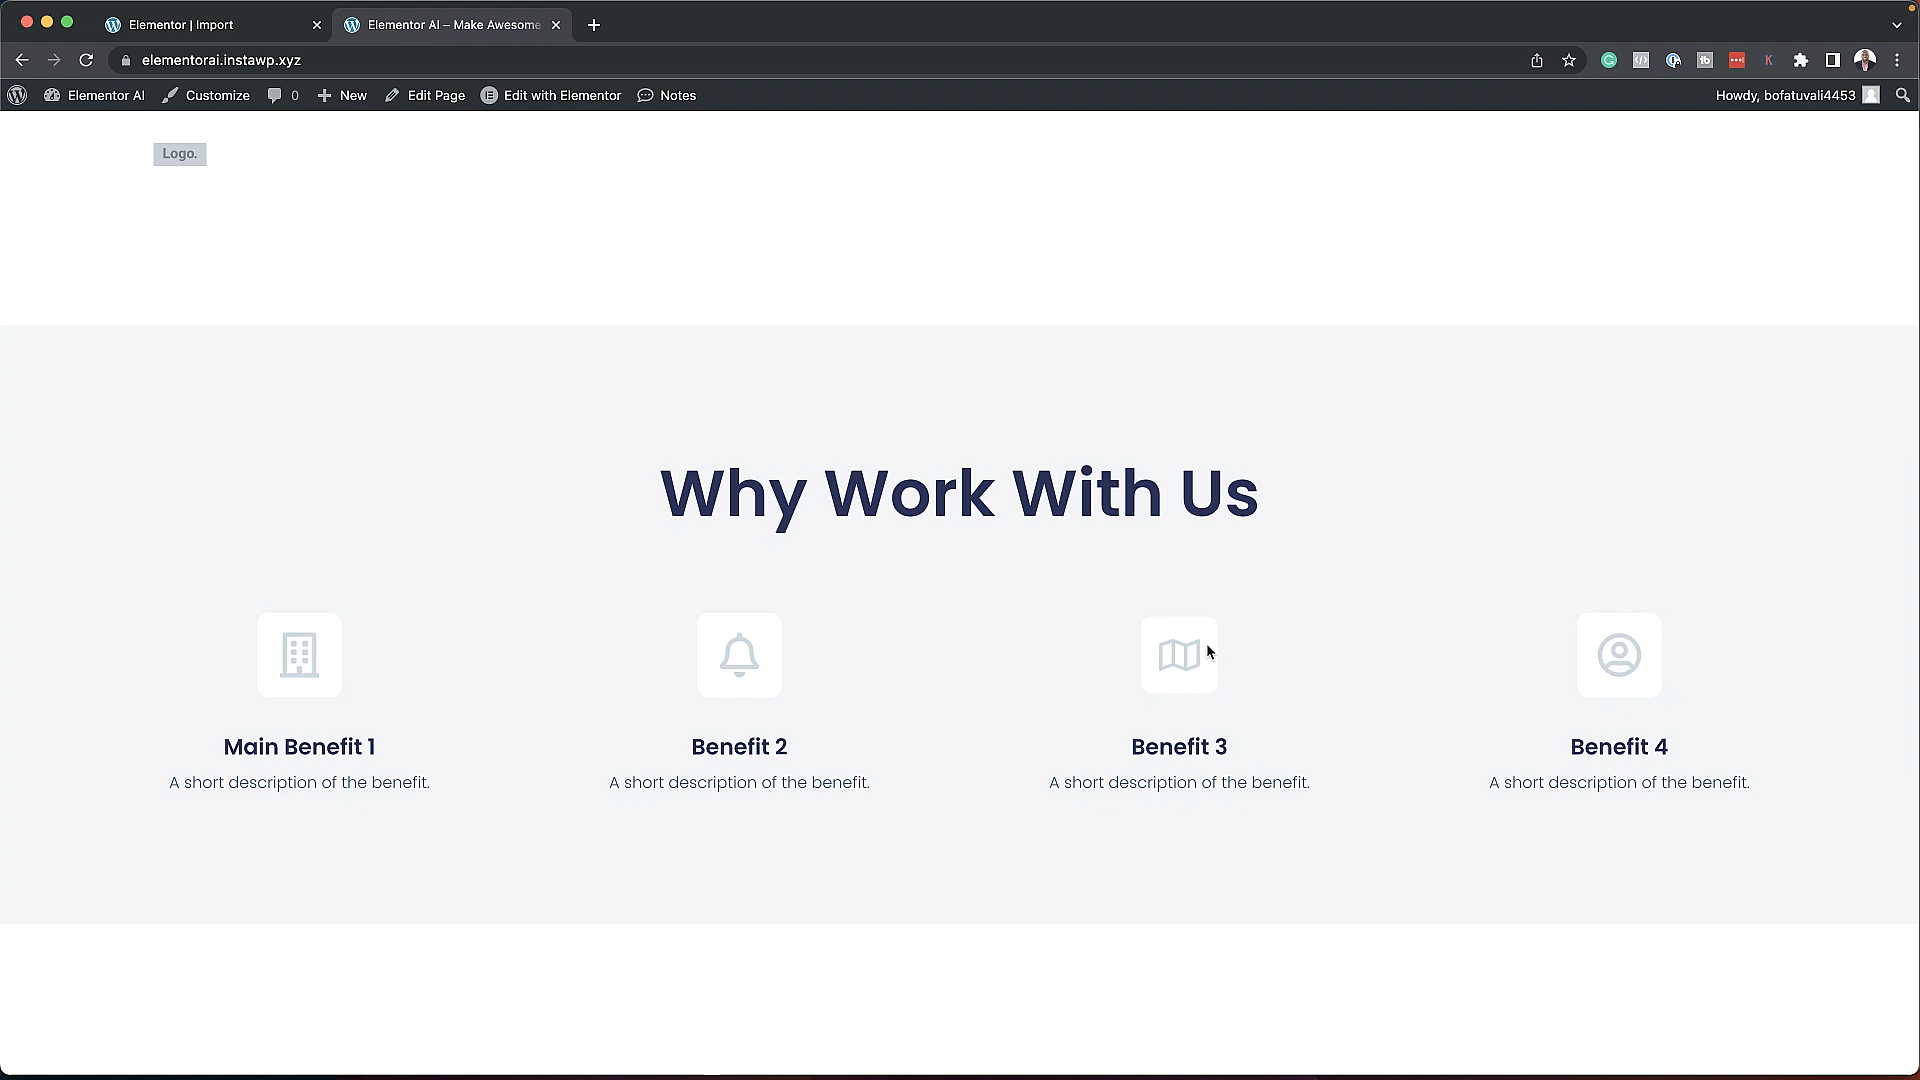 Elementor | Import
Elementor AI – Make Awesome
elementorai.instawp.xyz
Elementor AI
Customize
0
New
Edit Page
Edit with Elementor
Notes
Howdy, bofatuvali4453
Logo.
Why Work With Us
Main Benefit 1
Benefit 2
Benefit 3
Benefit 4
A short description of the benefit.
A short description of the benefit.
A short description of the benefit.
A short description of the benefit.